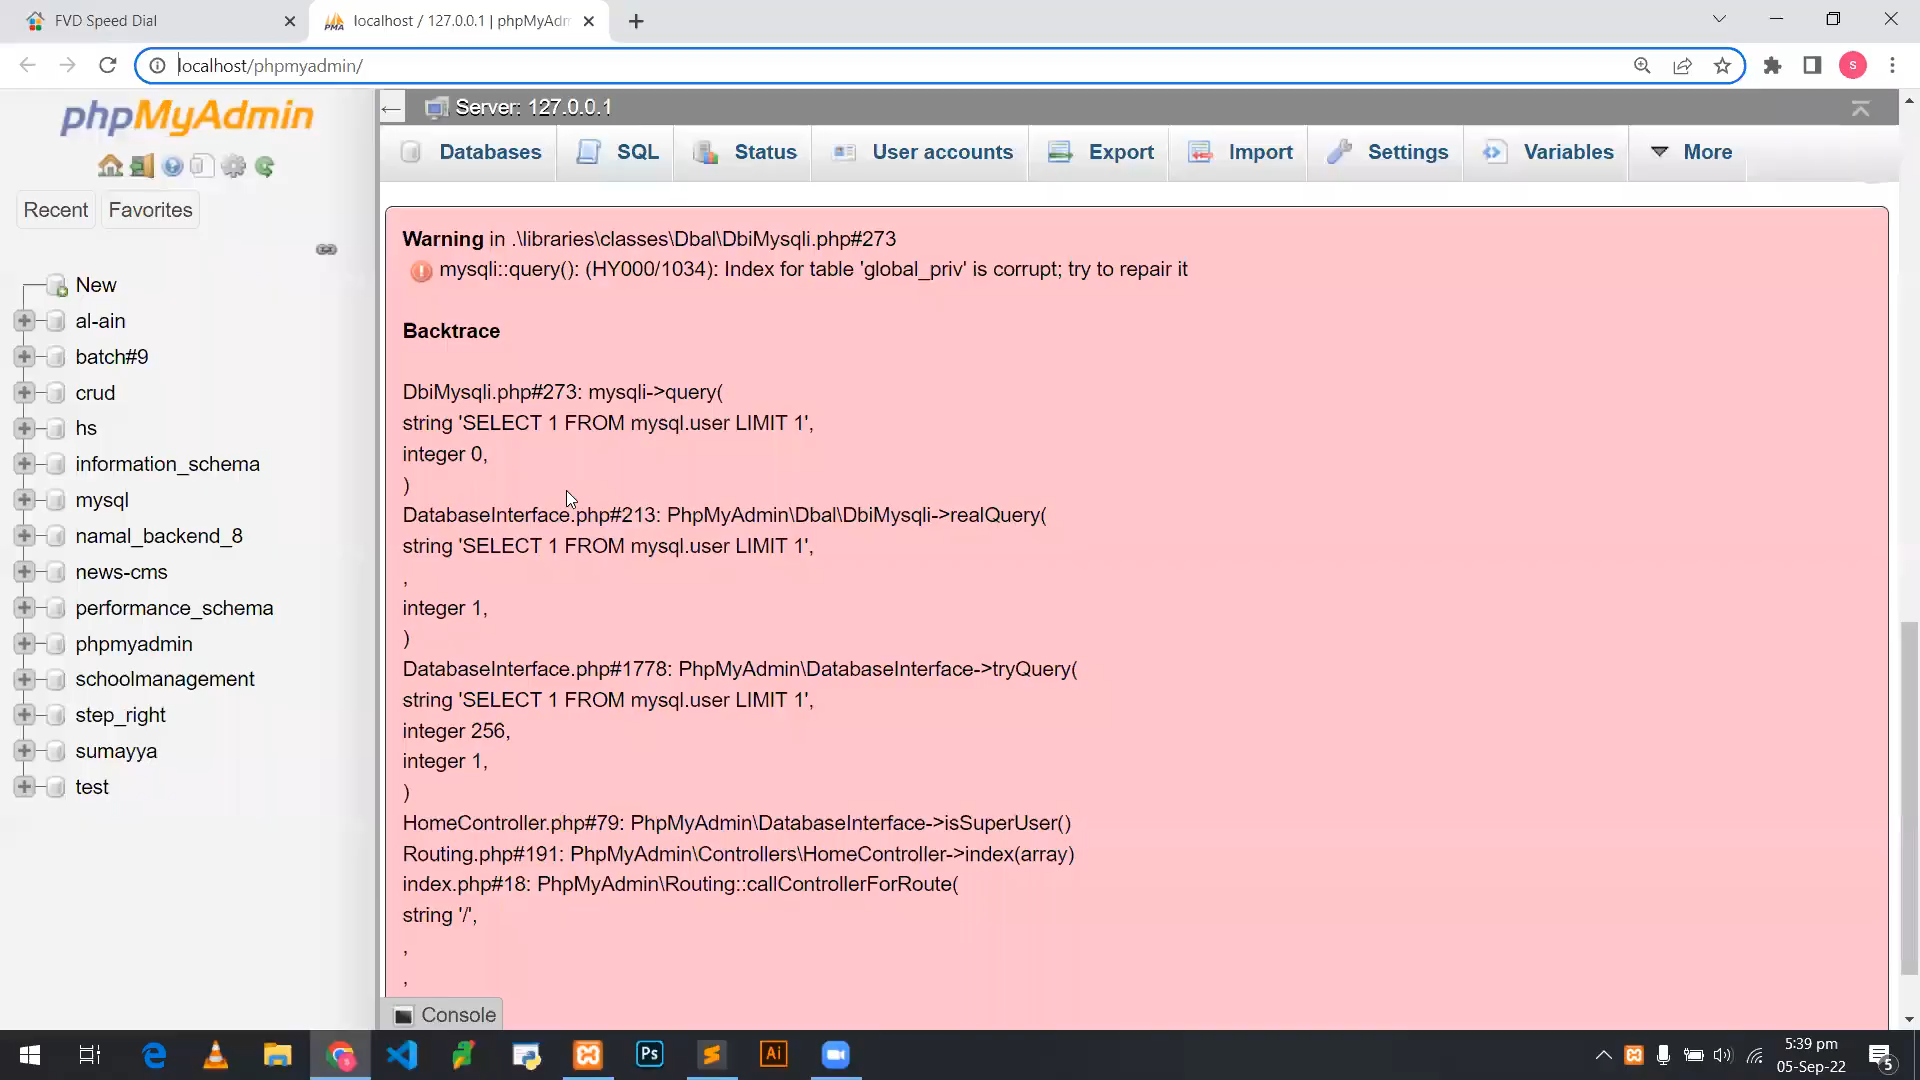 FVD Speed Dial
localhost / 127.0.0.1 | phpMyAdm
localhost/phpmyadmin/
s
phpMyAdmin
Recent
Favorites
New
al-ain
batch#9
crud
hs
information_schema
mysql
namal_backend_8
news-cms
performance_schema
phpmyadmin
schoolmanagement
step_right
sumayya
test
Server: 127.0.0.1
Databases
SQL
Status
User accounts
Export
Import
Settings
Variables
More
Warning in .\libraries\classes\Dbal\DbiMysqli.php#273
mysqli::query(): (HY000/1034): Index for table 'global_priv' is corrupt; try to repair it
Backtrace
DbiMysqli.php#273: mysqli->query(
string 'SELECT 1 FROM mysql.user LIMIT 1',
integer 0,
)
DatabaseInterface.php#213: PhpMyAdmin\Dbal\DbiMysqli->realQuery(
string 'SELECT 1 FROM mysql.user LIMIT 1',
,
integer 1,
)
DatabaseInterface.php#1778: PhpMyAdmin\DatabaseInterface->tryQuery(
string 'SELECT 1 FROM mysql.user LIMIT 1',
integer 256,
integer 1,
)
HomeController.php#79: PhpMyAdmin\DatabaseInterface->isSuperUser()
Routing.php#191: PhpMyAdmin\Controllers\HomeController->index(array)
index.php#18: PhpMyAdmin\Routing::callControllerForRoute(
string '/',
,
,
Console
Ps
Ai
5:39 pm
05-Sep-22
5